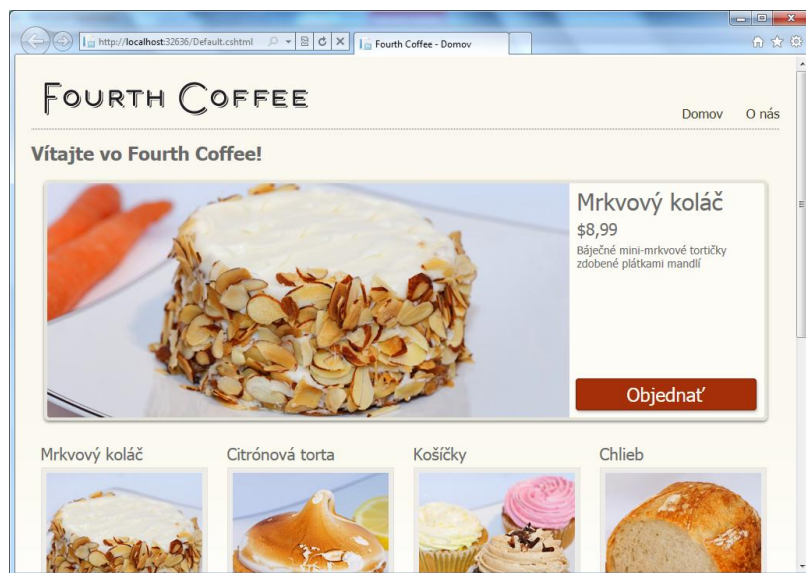 http://localhost:32636/Default.cshtml
Fourth Coffee - Domov
FOURTH COFFEE
Domov O nás
Vítajte vo Fourth Coffee!
Mrkvový koláč
$8,99
Báječné mini-mrkvové tortičky
zdobené plátkami mandlí
Objednať
Mrkvový koláč Citrónová torta Košíčky Chlieb